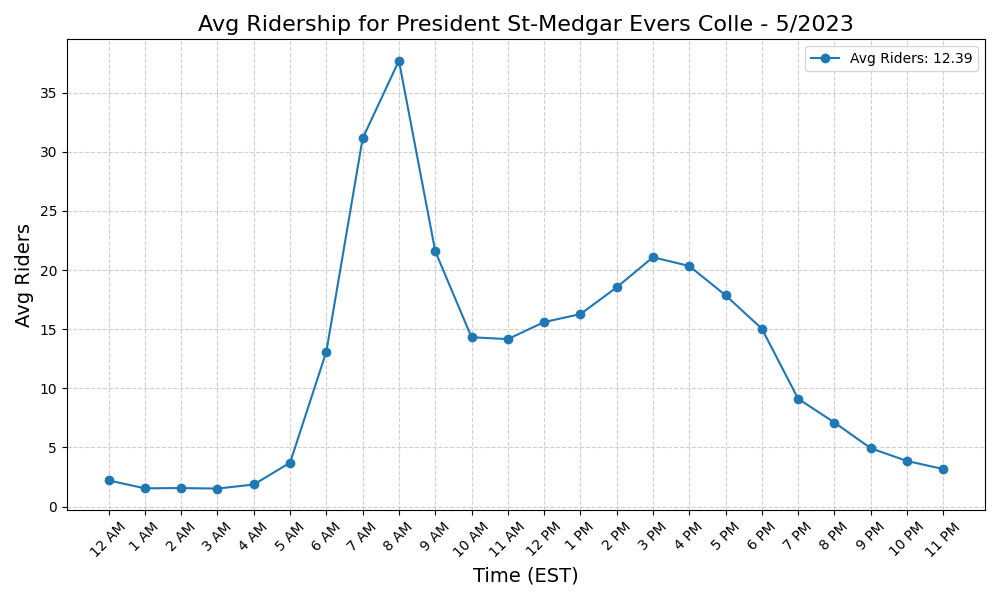 Avg Ridership for President St-Medgar Evers Colle - 5/2023
Avg Riders: 12.39
Avg Riders
35
30
25
20
15
10
5
0
12 AM
1 AM
2 AM
3 AM
4 AM
5 AM
6 AM
7 AM
8 AM
9 AM
10 AM
11 AM
12 PM
1 PM
2 PM
3 PM
4 PM
5 PM
6 PM
7 PM
8 PM
9 PM
10 PM
11 PM
Time (EST)